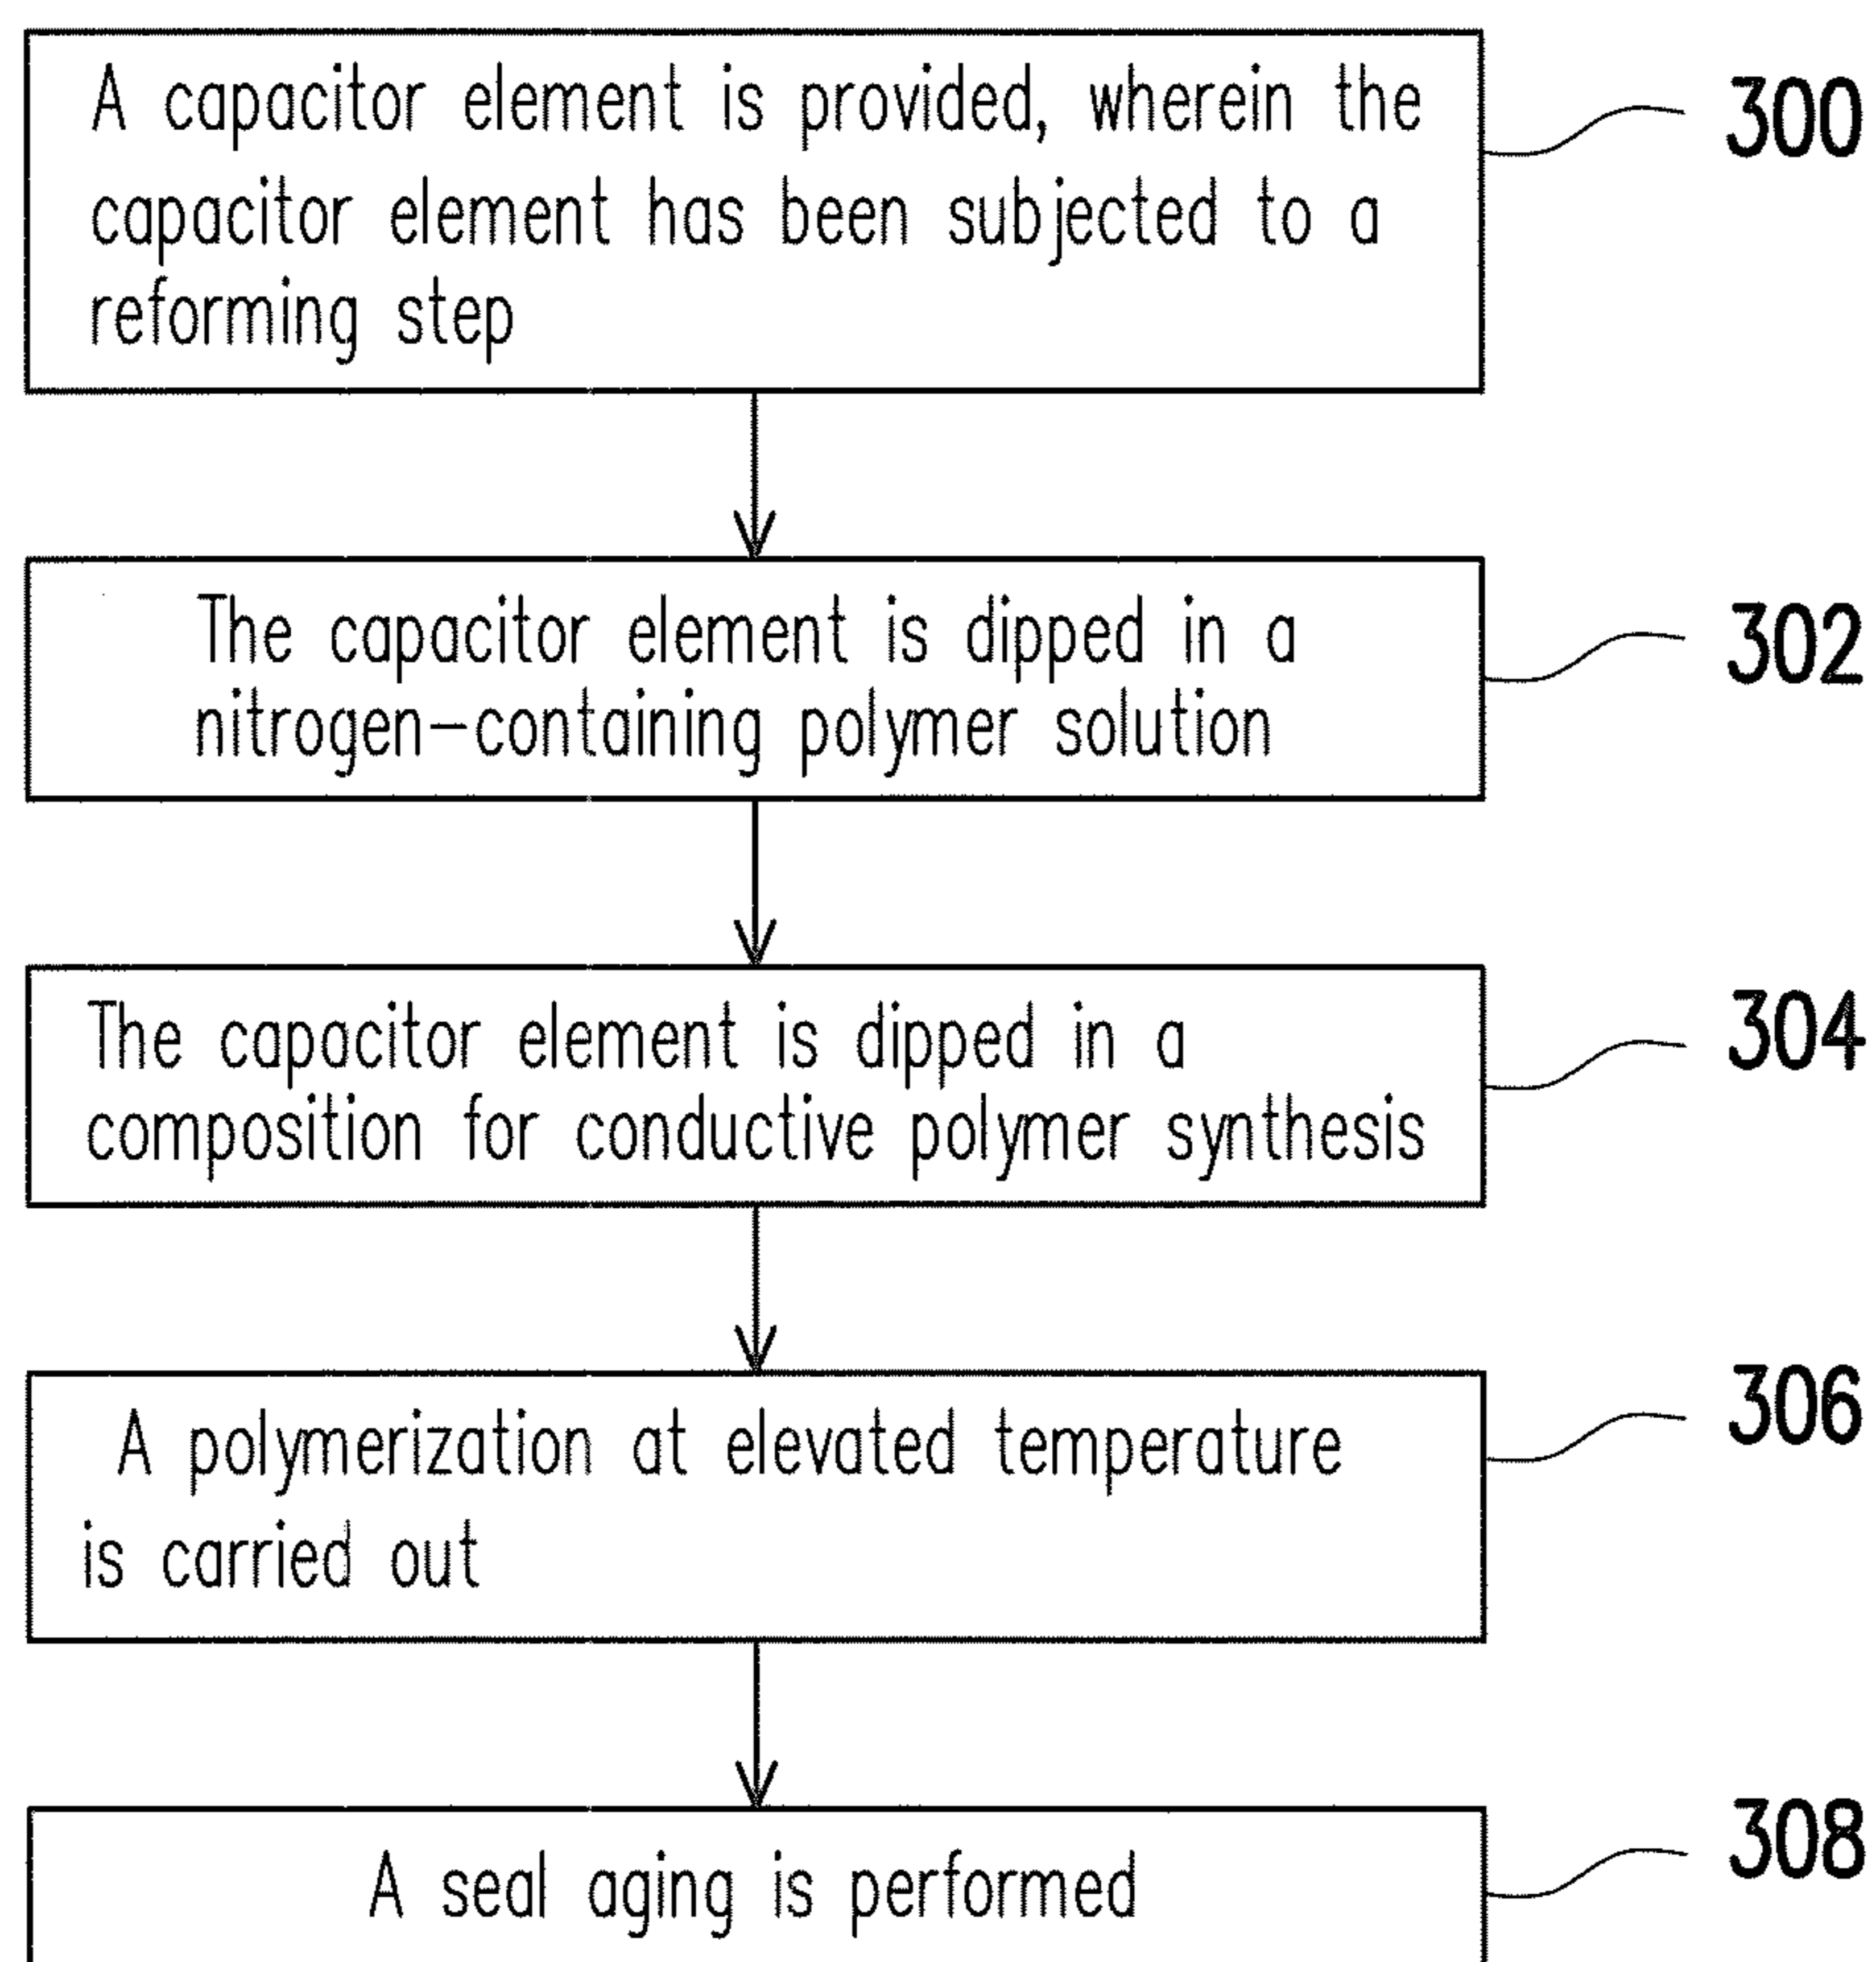 A capacitor element is provided, wherein the
capacitor element has been subjected to a
reforming step
300
The capacitor element is dipped in a
nitrogen-containing polymer solution
302
The capacitor element is dipped in a
composition for conductive polymer synthesis
304
A polymerization at elevated temperature
is carried out
306
A seal aging is performed
308